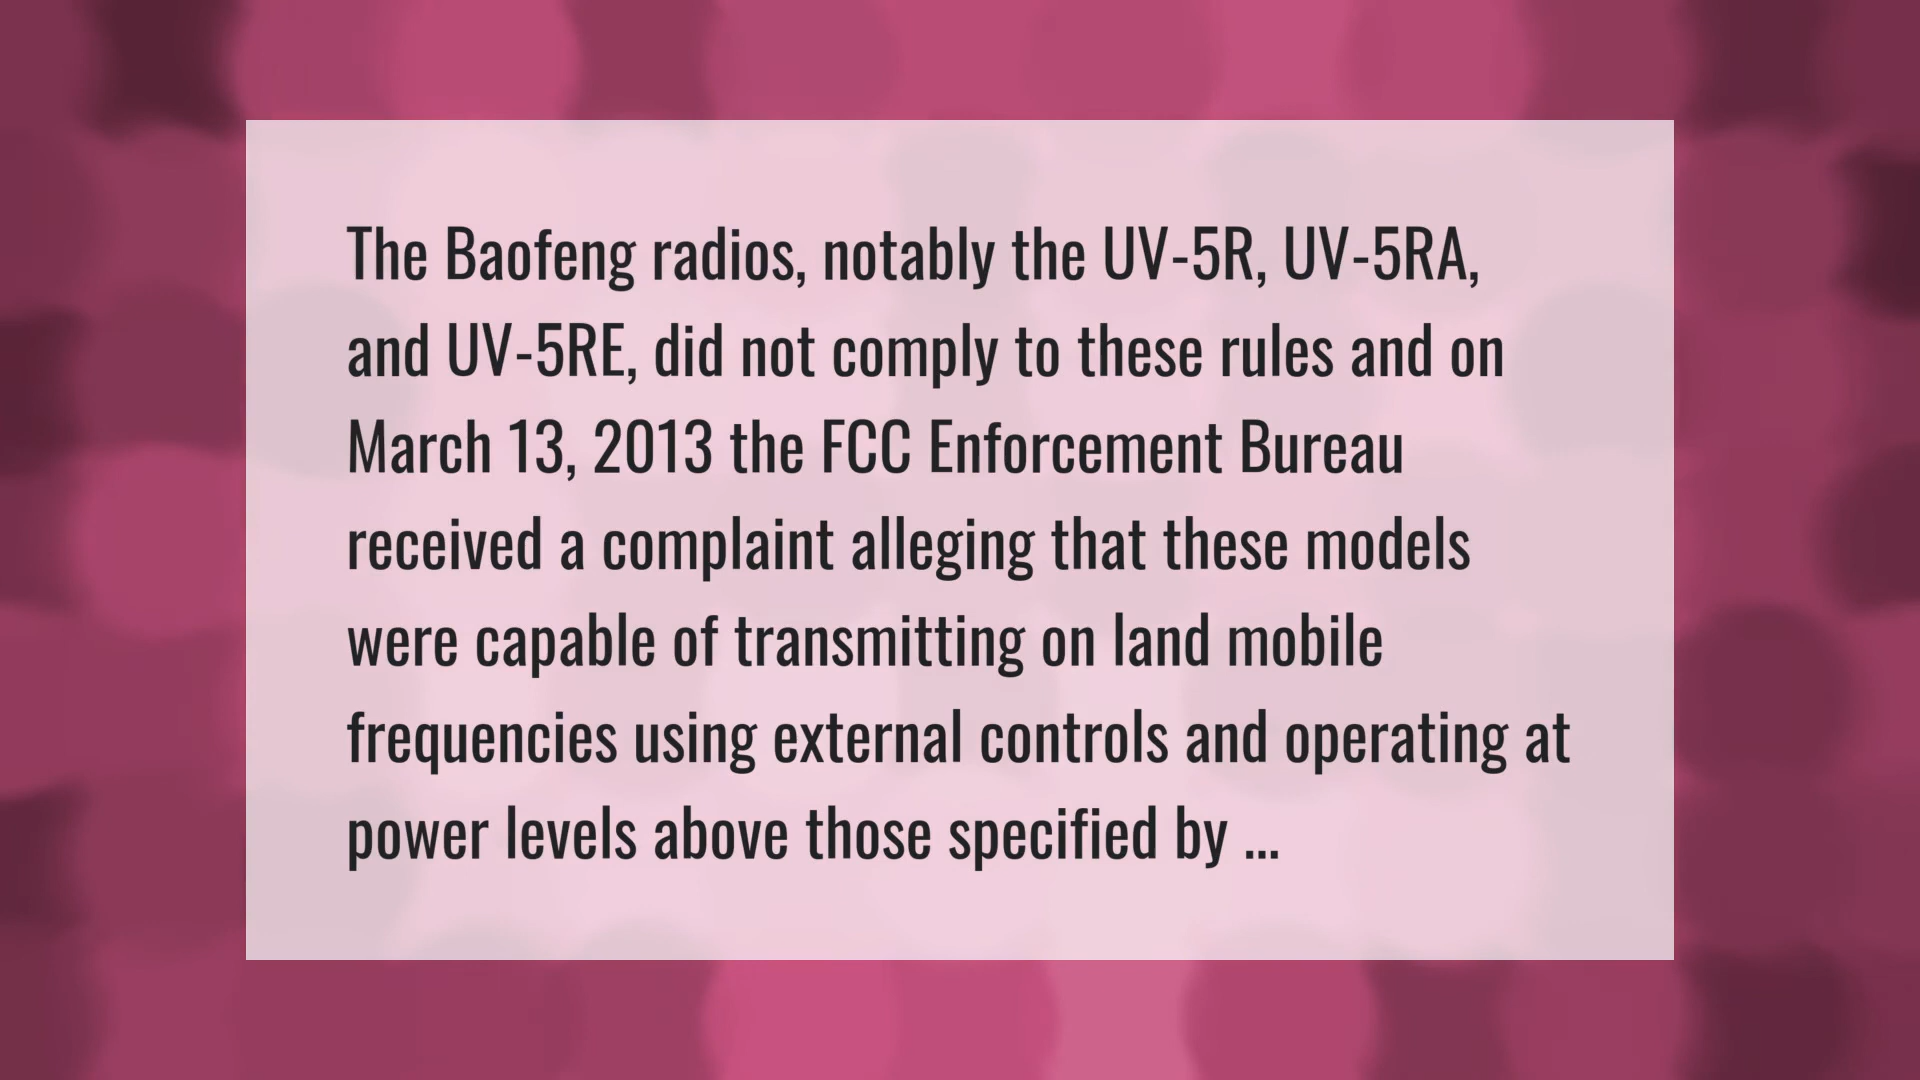 The Baofeng radios, notably the UV-5R, UV-5RA,
and UV-5RE, did not comply to these rules and on
March 13, 2013 the FCC Enforcement Bureau
received a complaint alleging that these models
were capable of transmitting on land mobile
frequencies using external controls and operating at
power levels above those specified by ...